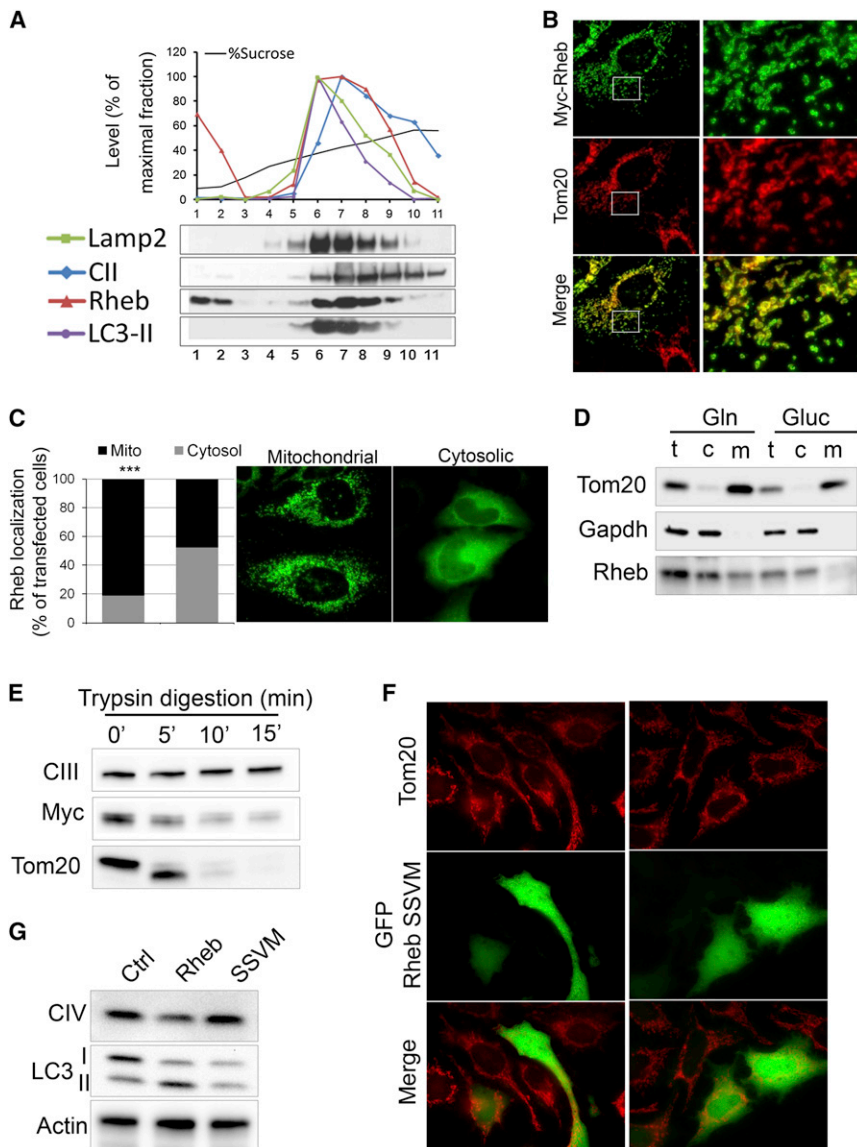 A
Level (% of
maximal fraction)
120
100
80
60
40
20
0
%Sucrose
1 2 3 4 5 6 7 8 9 10 11
Lamp2
CII
Rheb
LC3-II
1 2 3 4 5 6 7 8 9 10 11
B
Myc-Rheb
Tom20
Merge
C
Mito
Cytosol
***
Rheb localization
(% of transfected cells)
100
80
60
40
20
0
Mitochondrial
Cytosolic
D
Gln Gluc
t c m t c m
Tom20
Gapdh
Rheb
E
Trypsin digestion (min)
0' 5' 10' 15'
CIII
Myc
Tom20
F
Tom20
GFP
Rheb SSVM
Merge
G
Ctrl Rheb SSVM
CIV
LC3 I
II
Actin